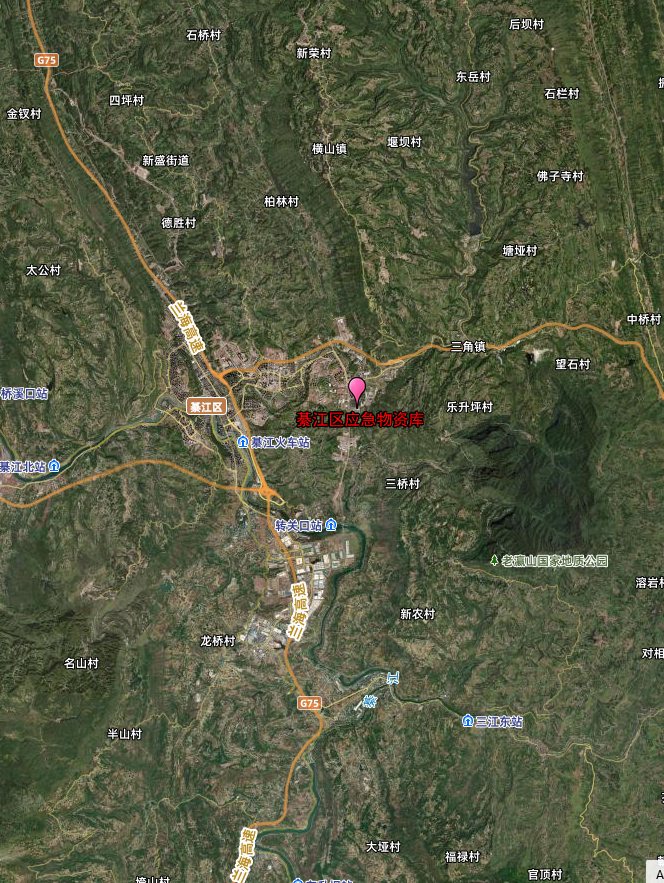 后坝村
石桥村
新荣村
G75
东岳村
石栏村
四坪村
金钗村
堰坝村
横山镇
新盛街道
佛子寺村
柏林村
德胜村
塘垭村
太公村
中桥村
兰海高速
三角镇
望石村
桥溪口站
綦江区
乐升坪村
綦江区应急物资库
綦江火车站
綦江北站
三桥村
转关口站
老瀛山国家地质公园
溶岩村
兰海高速
新农村
龙桥村
对相
名山村
綦江
G75
三江东站
半山村
兰海高速
大垭村
福禄村
官顶村
A